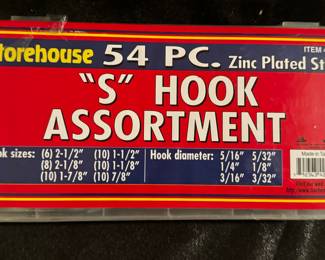 torehouse 54 PC. Zinc Plated St
ITEM
"S" HOOK
ASSORTMENT
ok sizes: (6) 2-1/2" (10) 1-1/2" Hook diameter: 5/16" 5/32"
(8) 2-1/8" (10) 1-1/8" 1/4" 1/8"
(10) 1-7/8" (10) 7/8" 3/16" 3/32"
Made in Ta